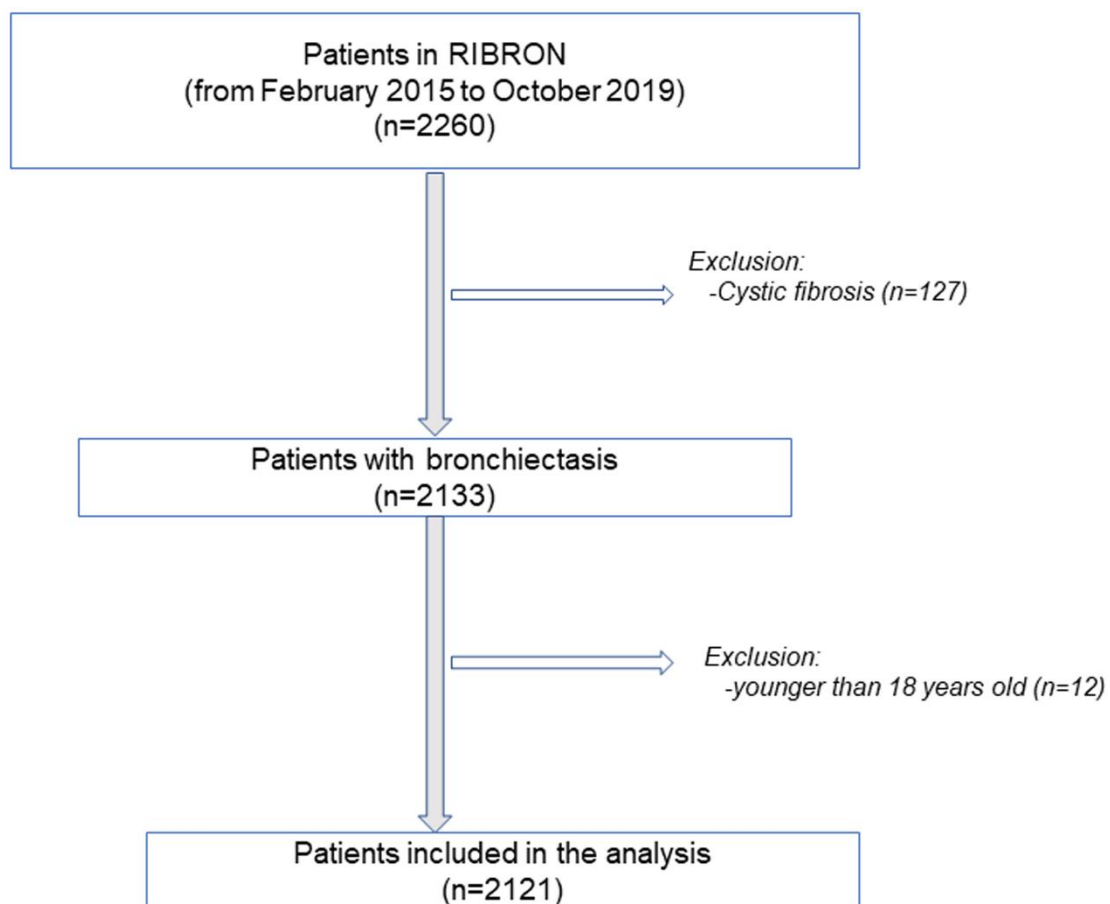 Patients in RIBRON
(from February 2015 to October 2019)
(n=2260)
Exclusion:
-Cystic fibrosis (n=127)
Patients with bronchiectasis
(n=2133)
Exclusion:
-younger than 18 years old (n=12)
Patients included in the analysis
(n=2121)